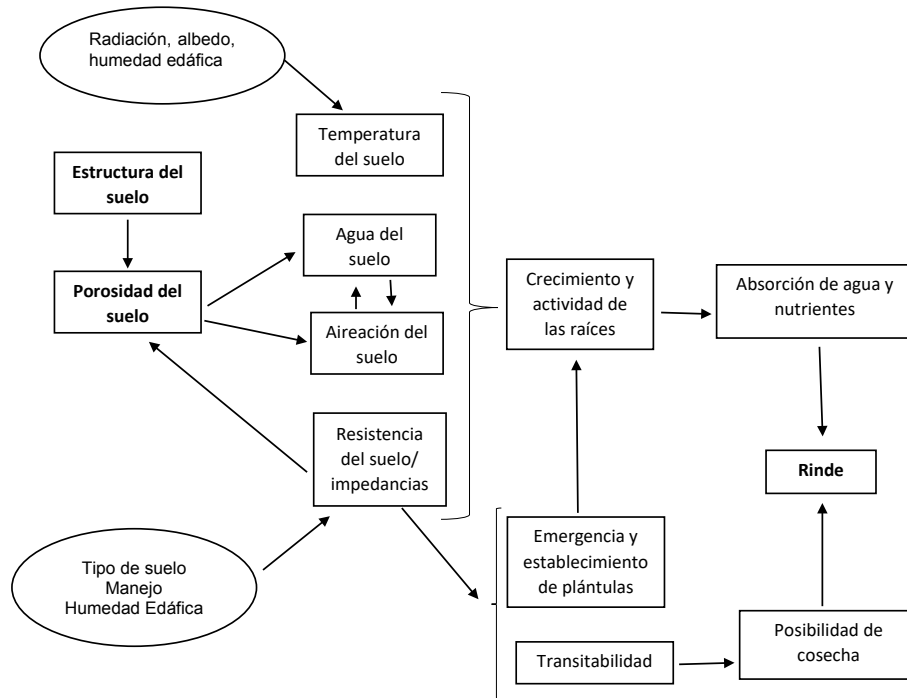 Radiación, albedo,
humedad edáfica
Temperatura
del suelo
Estructura del
suelo
Agua del
suelo
Porosidad del
suelo
Aireación del
suelo
Crecimiento y
actividad de
las raíces
Absorción de agua y
nutrientes
Resistencia
del suelo/
impedancias
Rinde
Tipo de suelo
Manejo
Humedad Edáfica
Emergencia y
establecimiento
de plántulas
Transitabilidad
Posibilidad de
cosecha